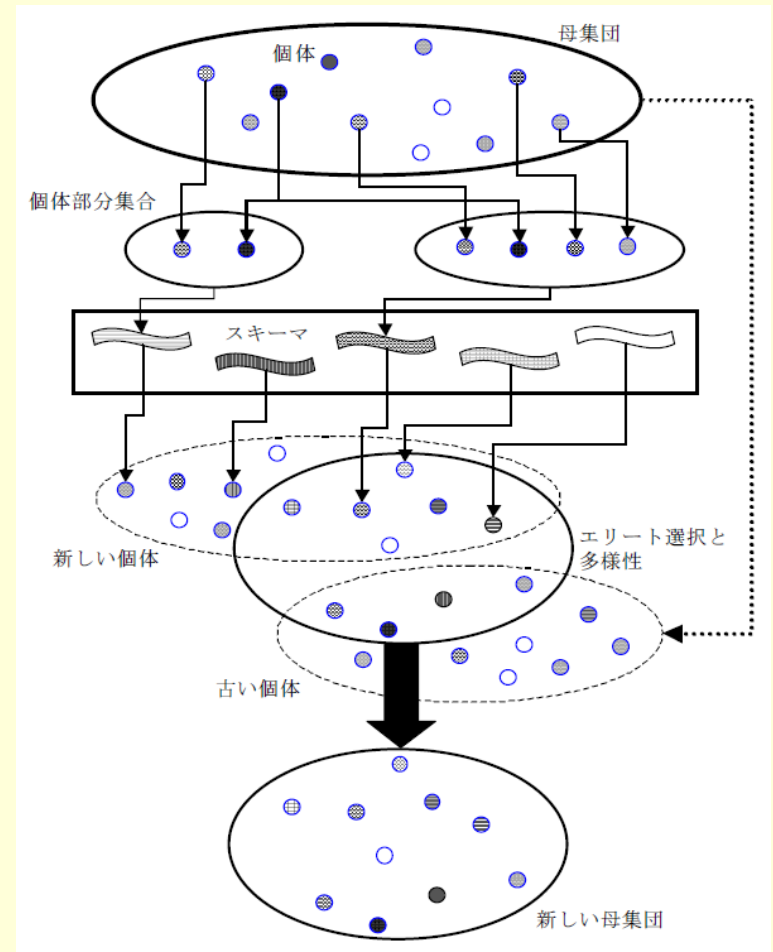 母集団
個体
個体部分集合
スキーマ
新しい個体
エリート選択と
多様性
古い個体
新しい母集団